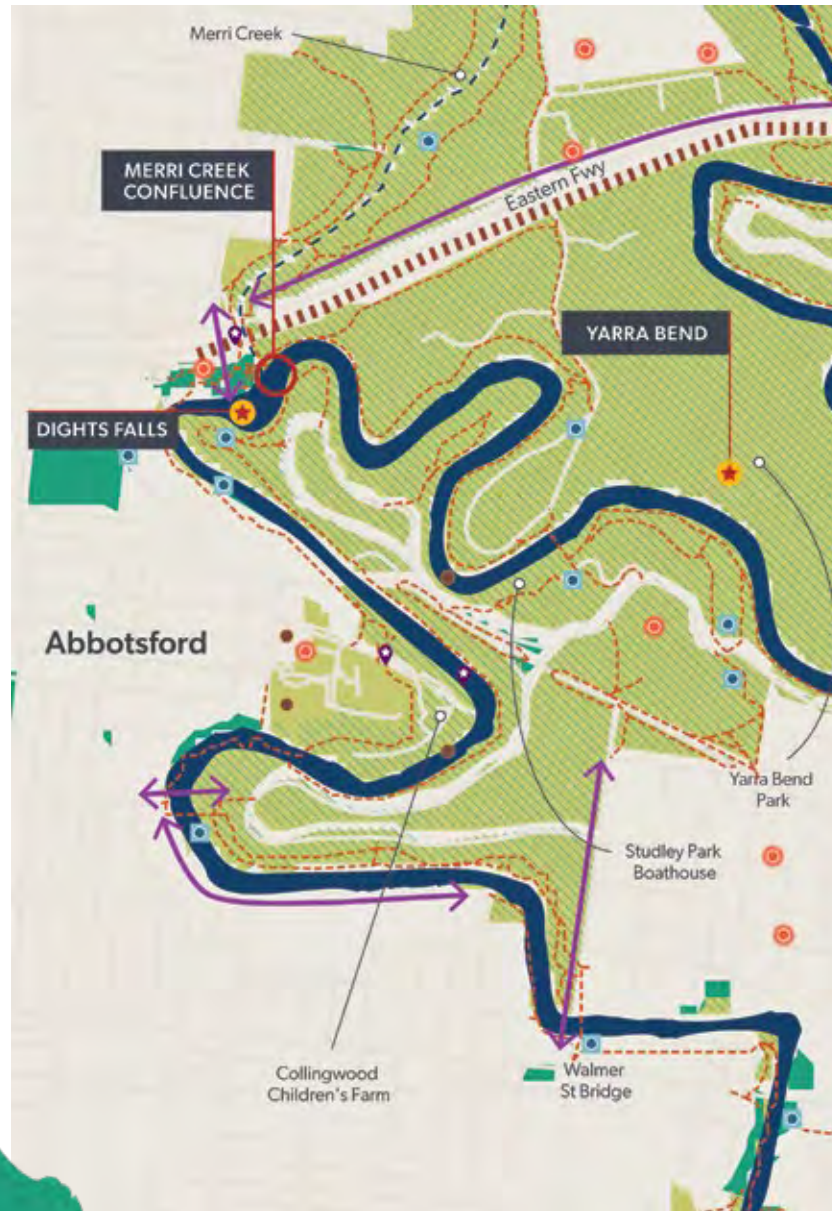 Merri Creek
MERRI CREEK
CONFLUENCE
Eastern Fwy
YARRA BEND
DIGHTS FALLS
Abbotsford
Yarra Bend
Park
Studley Park
Boathouse
Collingwood
Children's Farm
Walmer
St Bridge